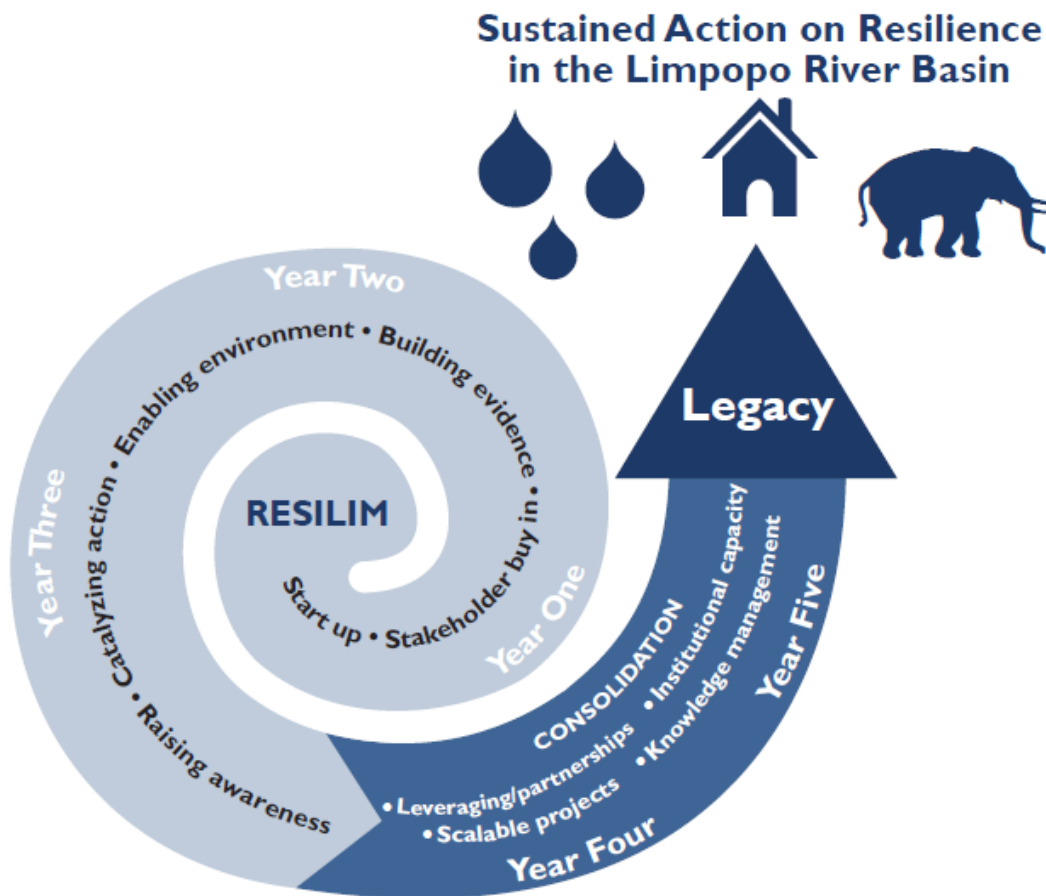 Sustained Action on Resilience
in the Limpopo River Basin
RESILIM
Start up • Stakeholder buy in • Building evidence • Enabling environment • Catalyzing action • Raising awareness
Year One
Year Two
Year Three
CONSOLIDATION
• Leveraging/partnerships • Institutional capacity
• Scalable projects • Knowledge management
Year Four
Year Five
Legacy